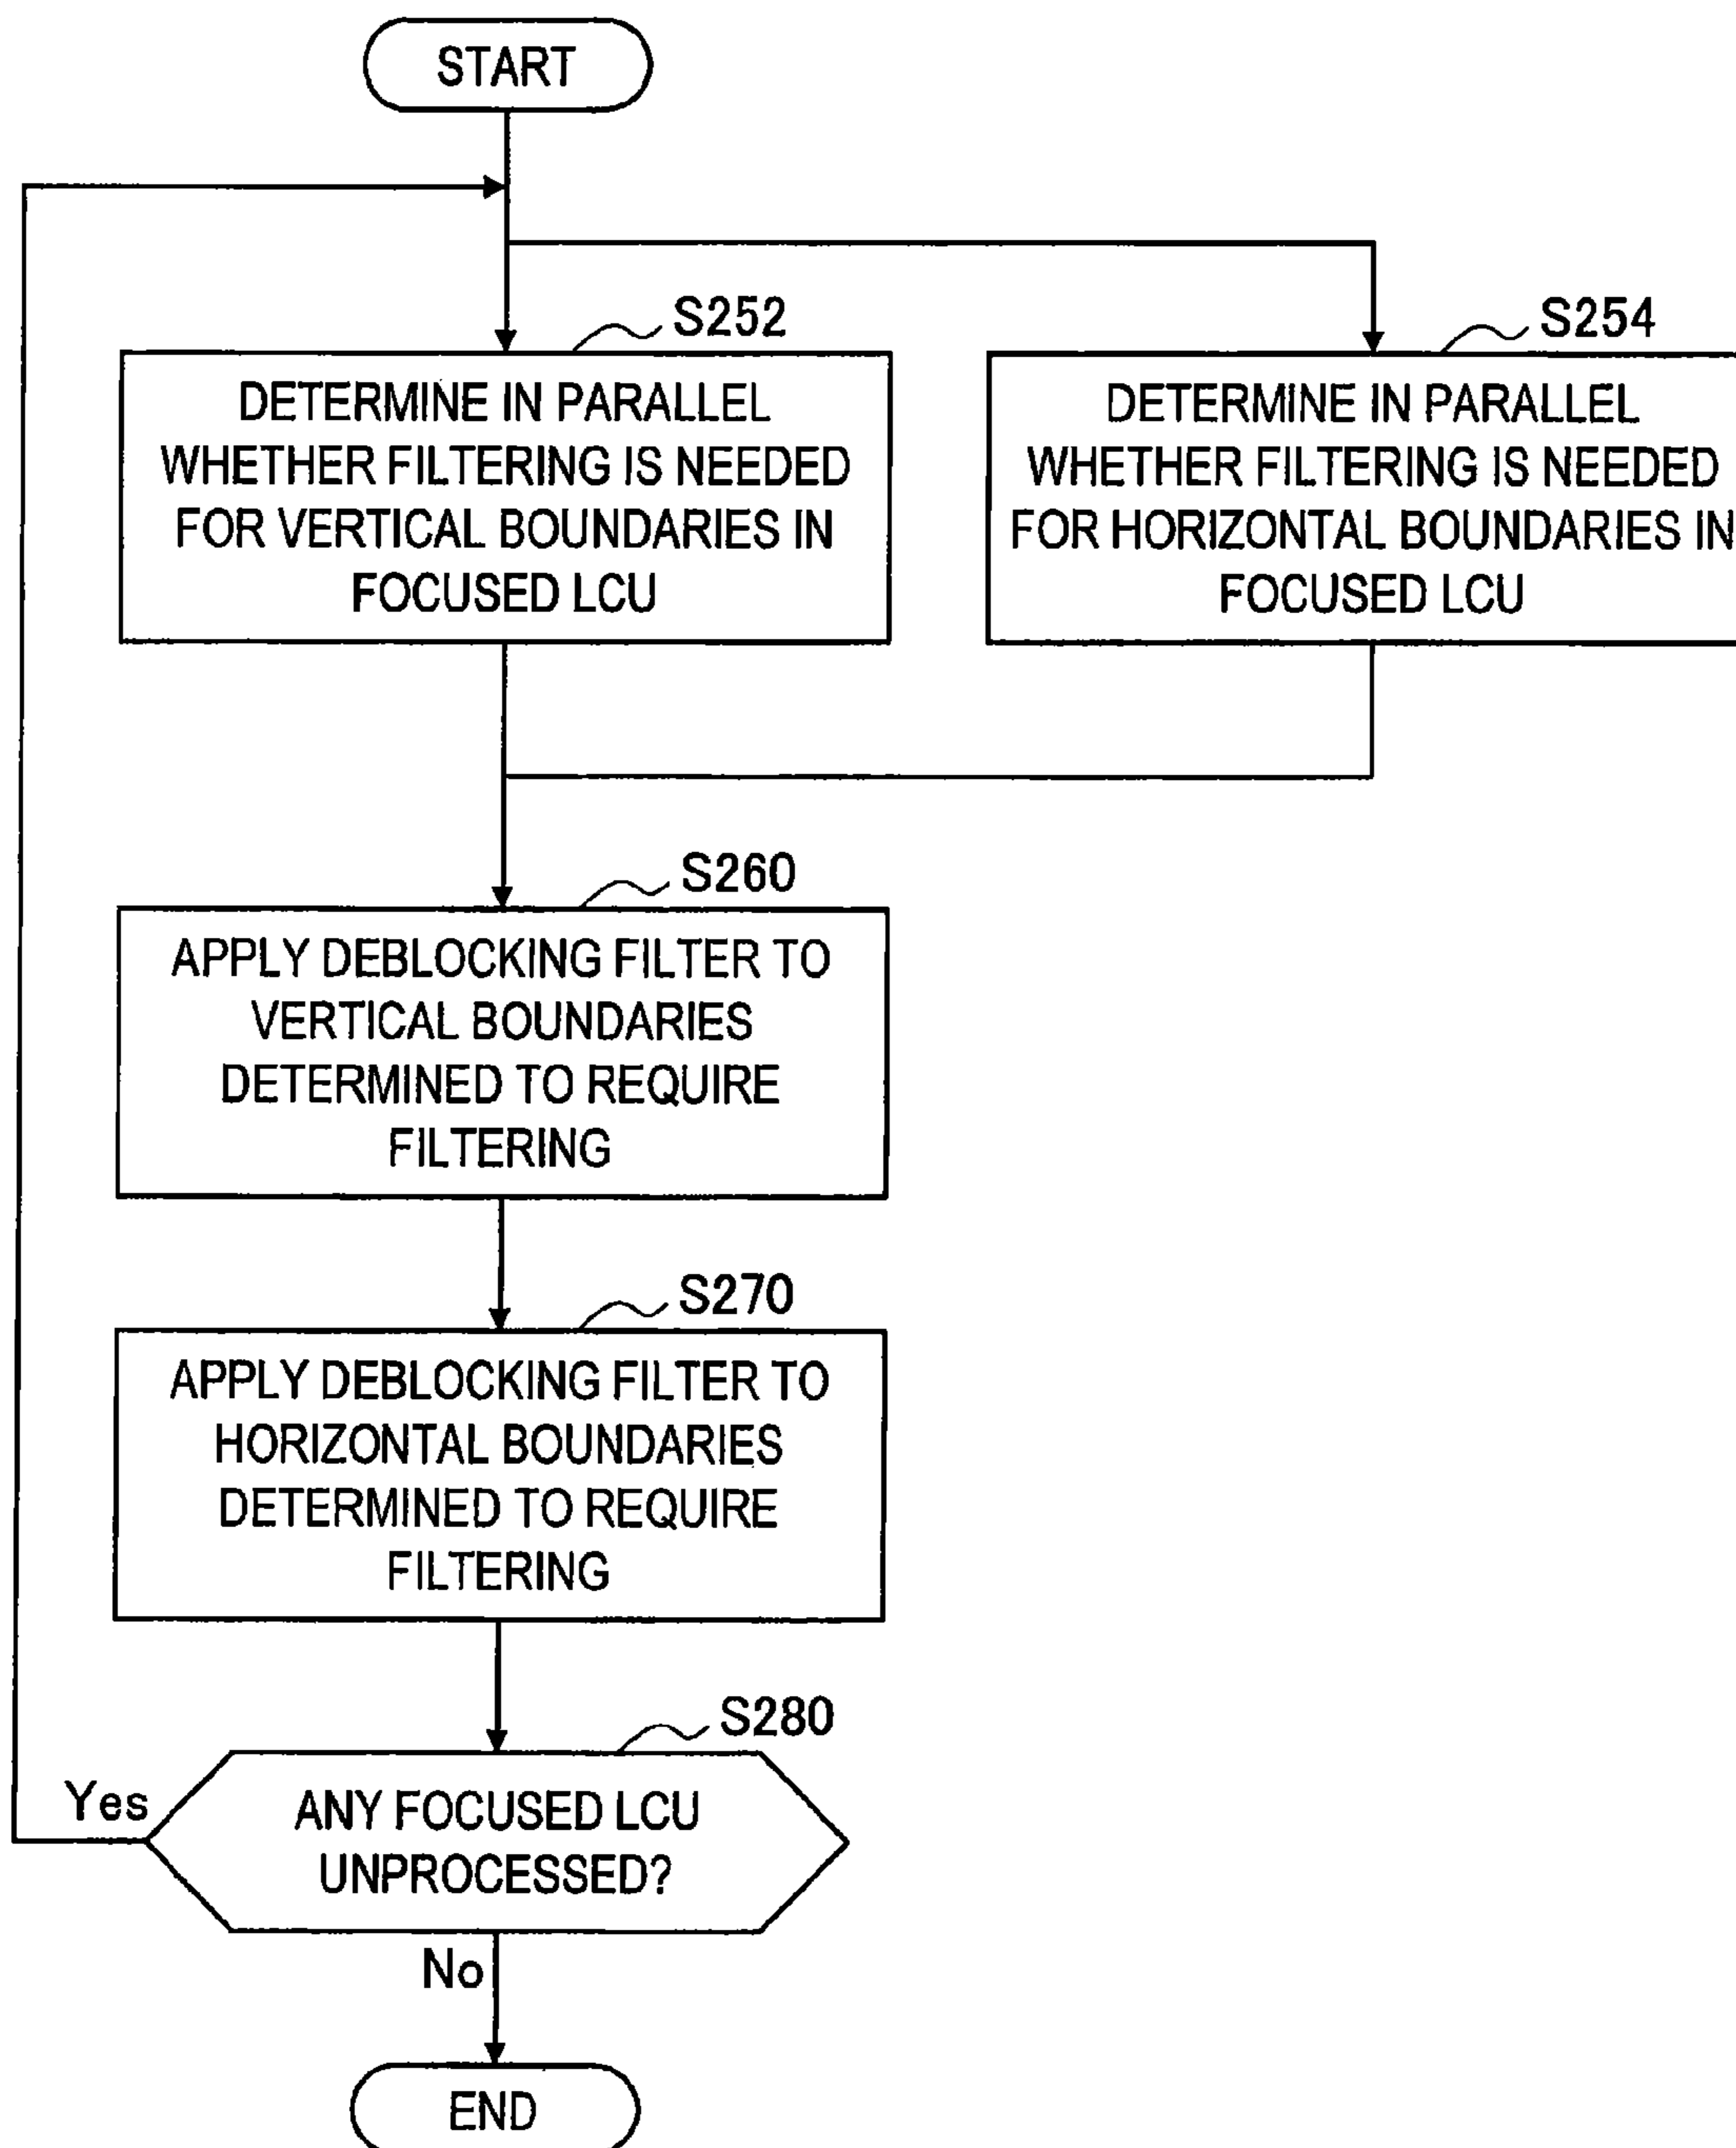 START
S252
DETERMINE IN PARALLEL
WHETHER FILTERING IS NEEDED
FOR VERTICAL BOUNDARIES IN
FOCUSED LCU
S254
DETERMINE IN PARALLEL
WHETHER FILTERING IS NEEDED
FOR HORIZONTAL BOUNDARIES IN
FOCUSED LCU
S260
APPLY DEBLOCKING FILTER TO
VERTICAL BOUNDARIES
DETERMINED TO REQUIRE
FILTERING
S270
APPLY DEBLOCKING FILTER TO
HORIZONTAL BOUNDARIES
DETERMINED TO REQUIRE
FILTERING
S280
Yes
ANY FOCUSED LCU
UNPROCESSED?
No
END